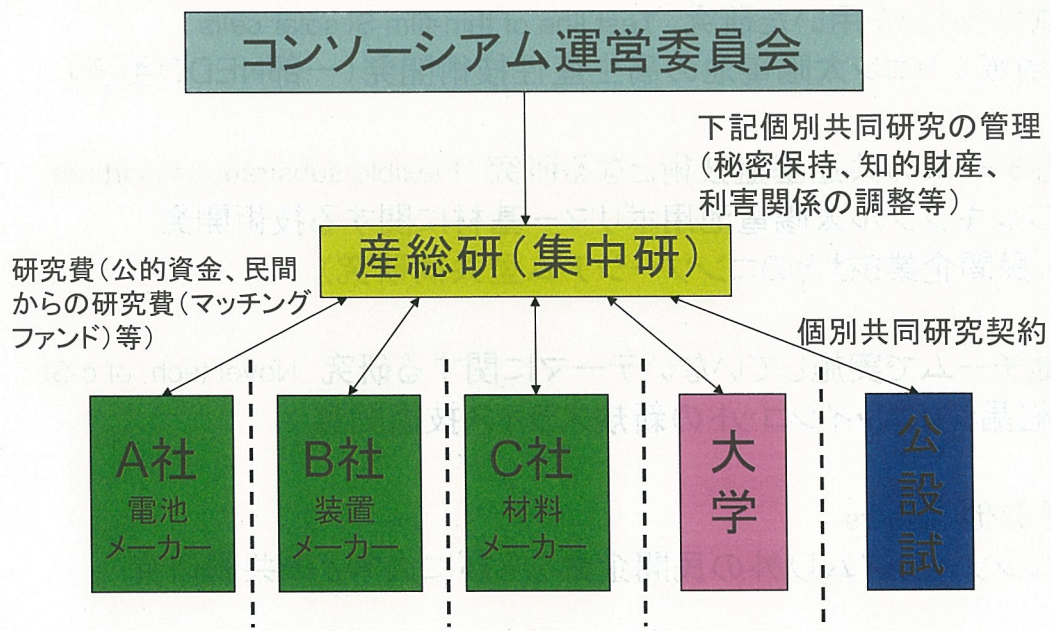 コンソーシアム運営委員会
下記個別共同研究の管理
(秘密保持、知的財産、
利害関係の調整等)
産総研(集中研)
研究費(公的資金、民間
からの研究費(マッチング
ファンド)等)
個別共同研究契約
A社
電池
メーカー
B社
装置
メーカー
C社
材料
メーカー
大学
公設試